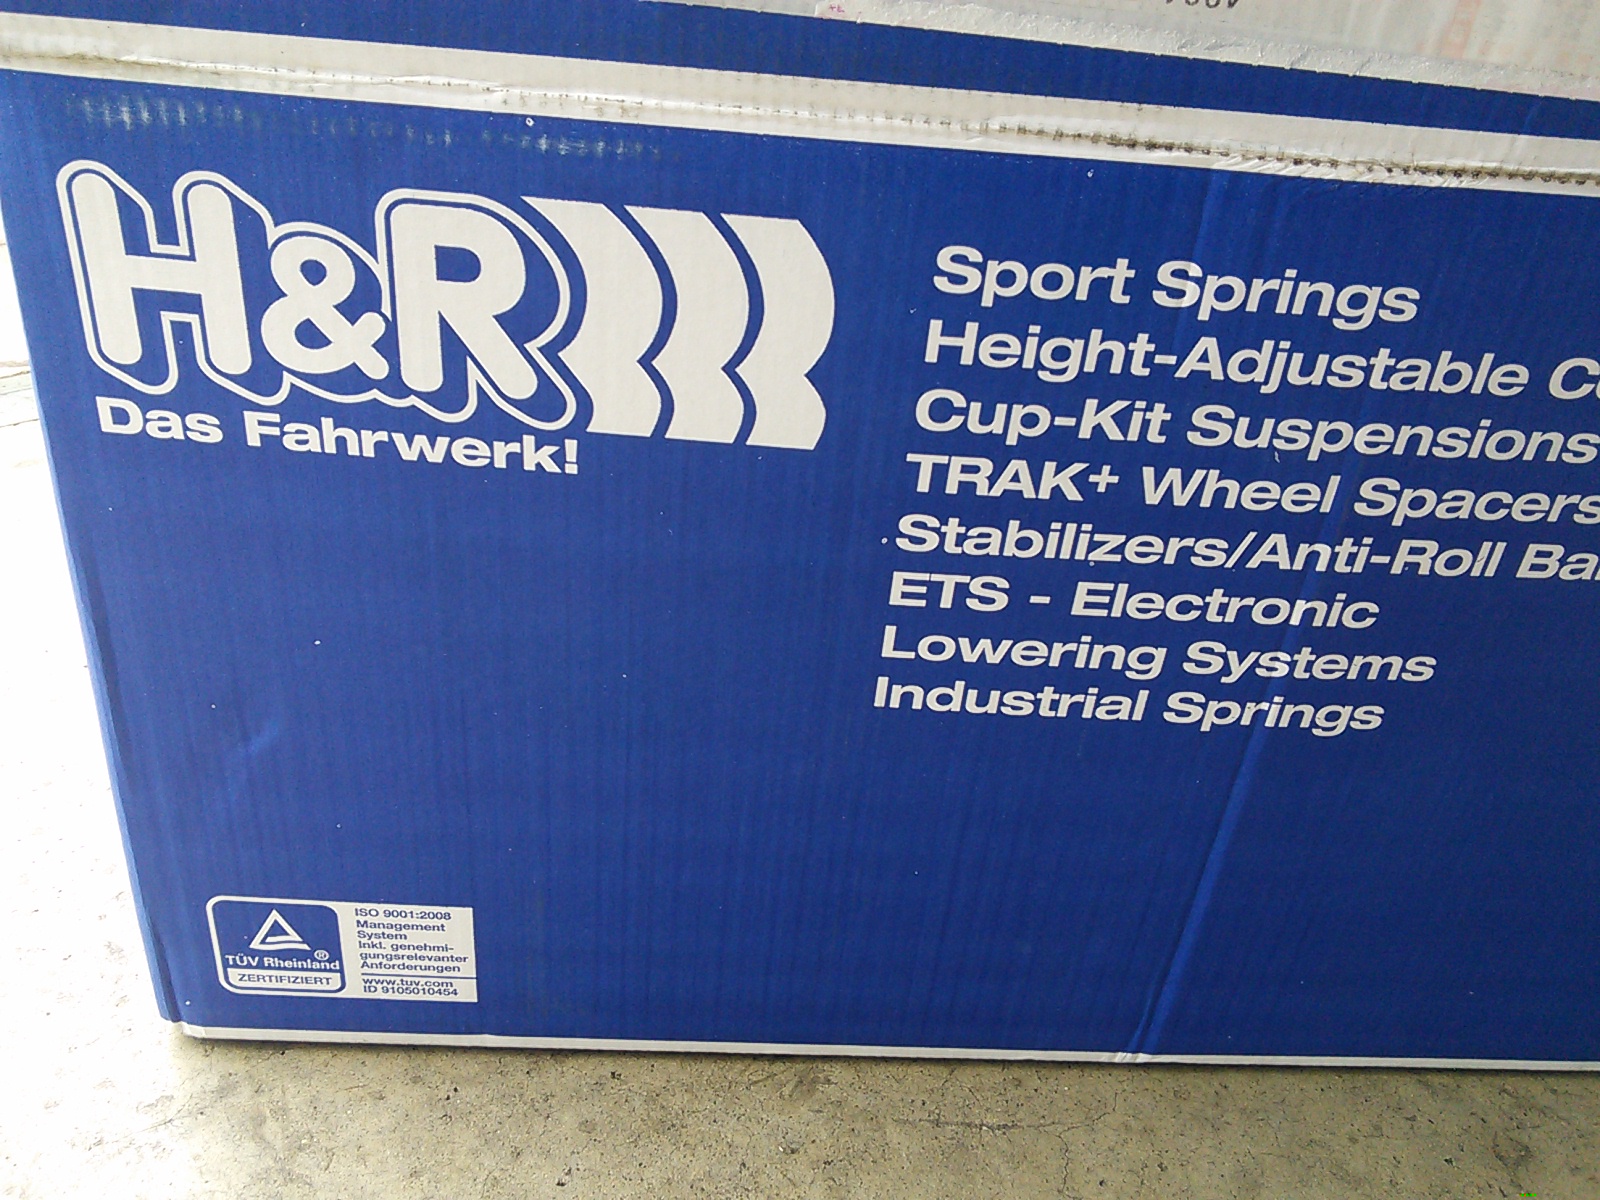 H&R
Das Fahrwerk!
Sport Springs
Height-Adjustable
Cup-Kit Suspensions
TRAK+ Wheel Spacers
Stabilizers/Anti-Roll
ETS - Electronic
Lowering Systems
Industrial Springs
TÜV Rheinland®
ZERTIFIZIERT
ISO 9001:2008
Management
System
Inkl. genehmi-
gungsrelevanter
Anforderungen
www.tuv.com
ID 9105010454